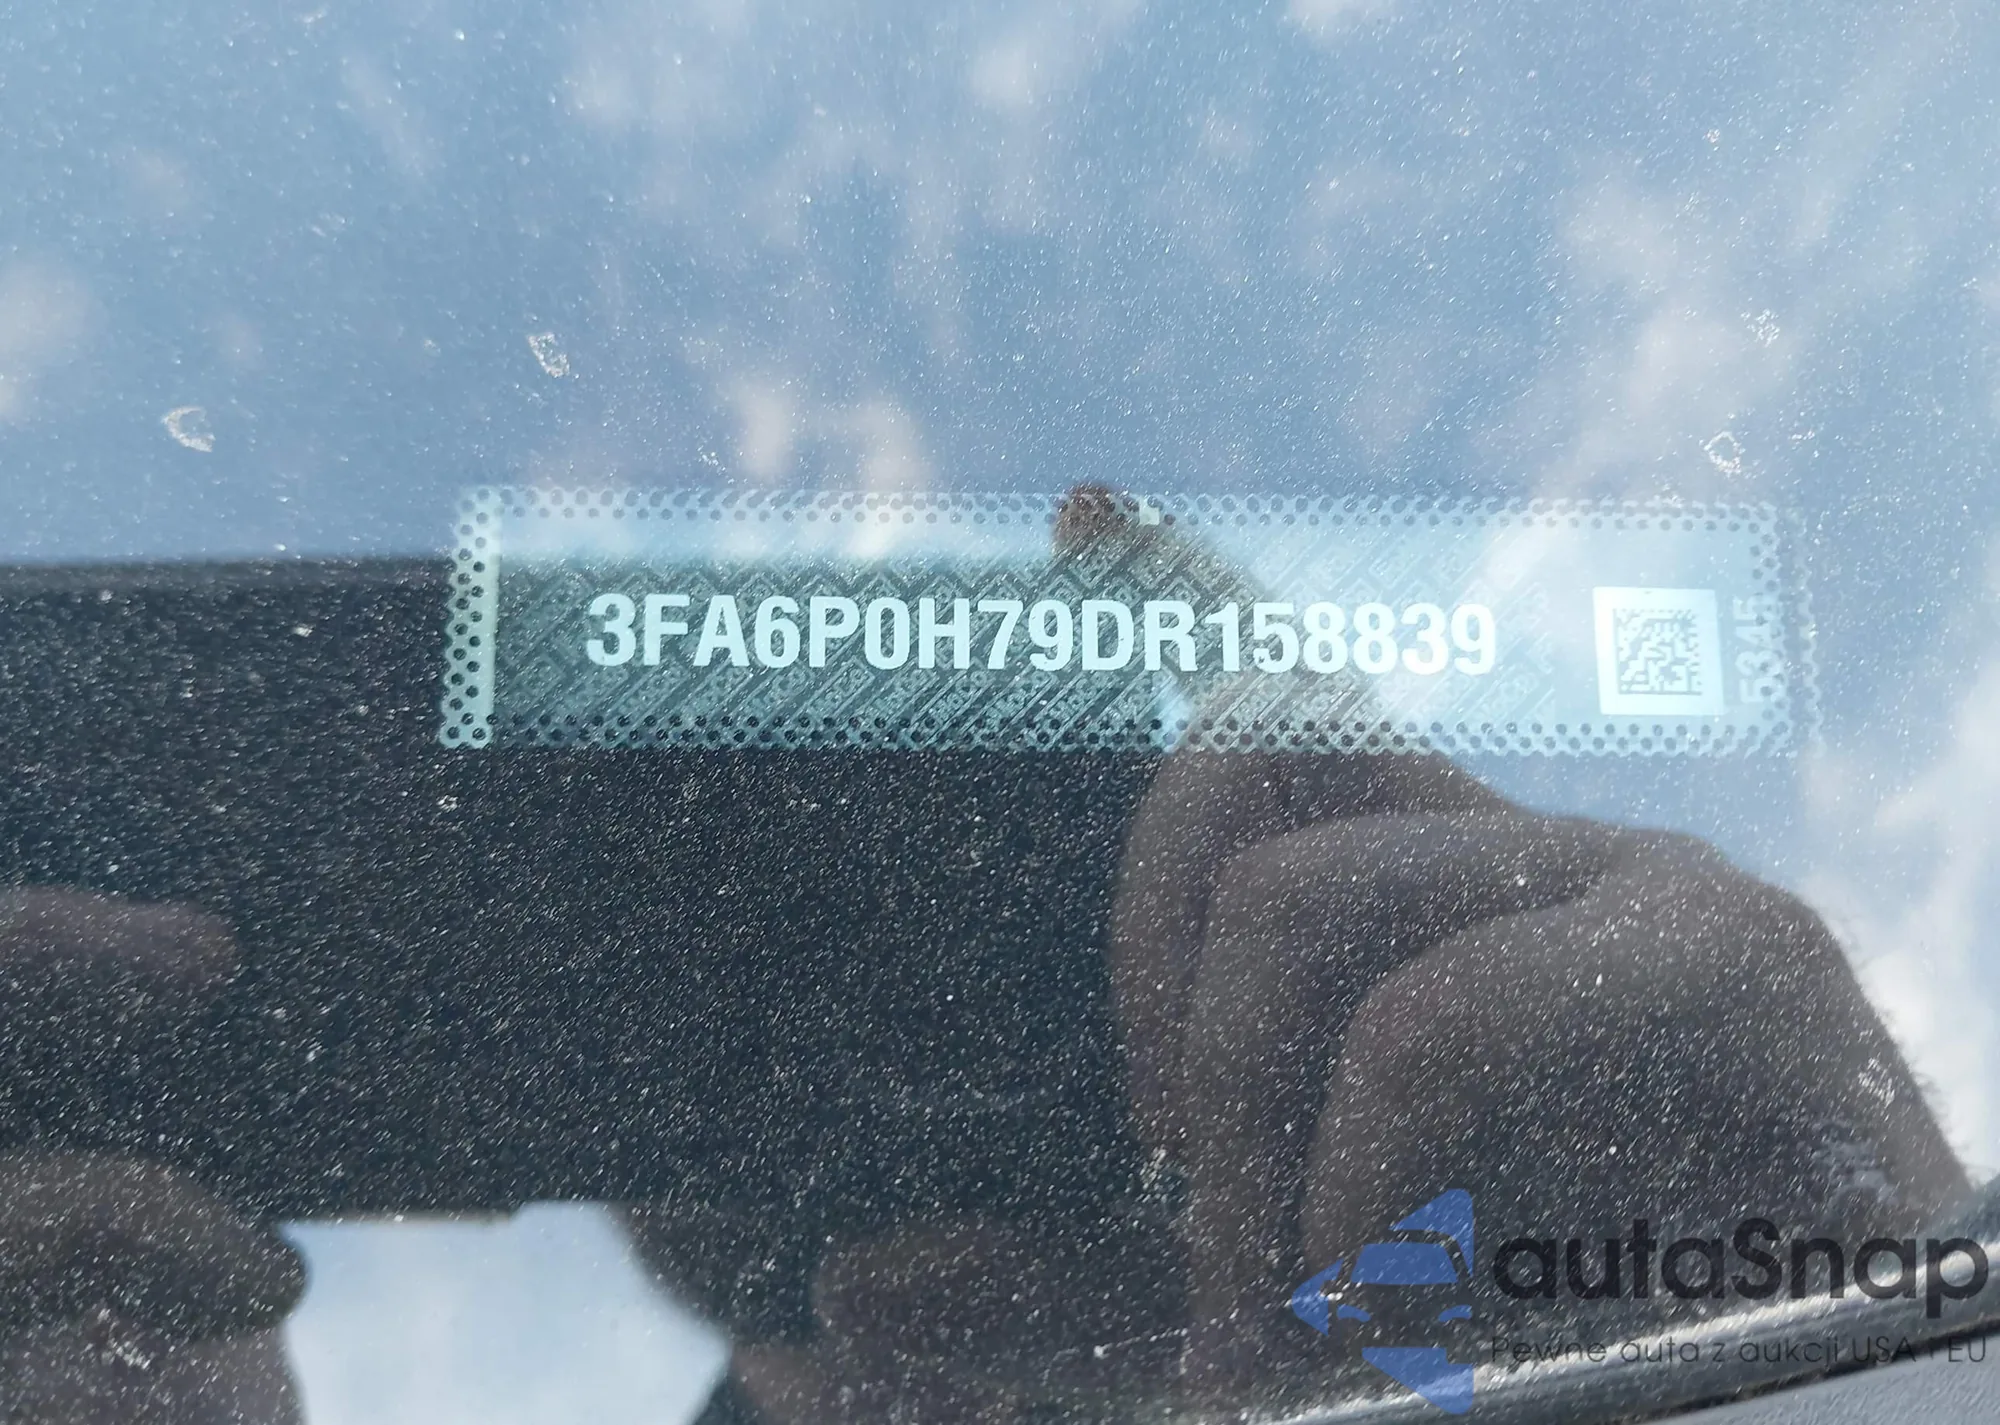 3FA6P0H79DR158839
5345
autaSnap
Pewne auta z aukcji USA i EU